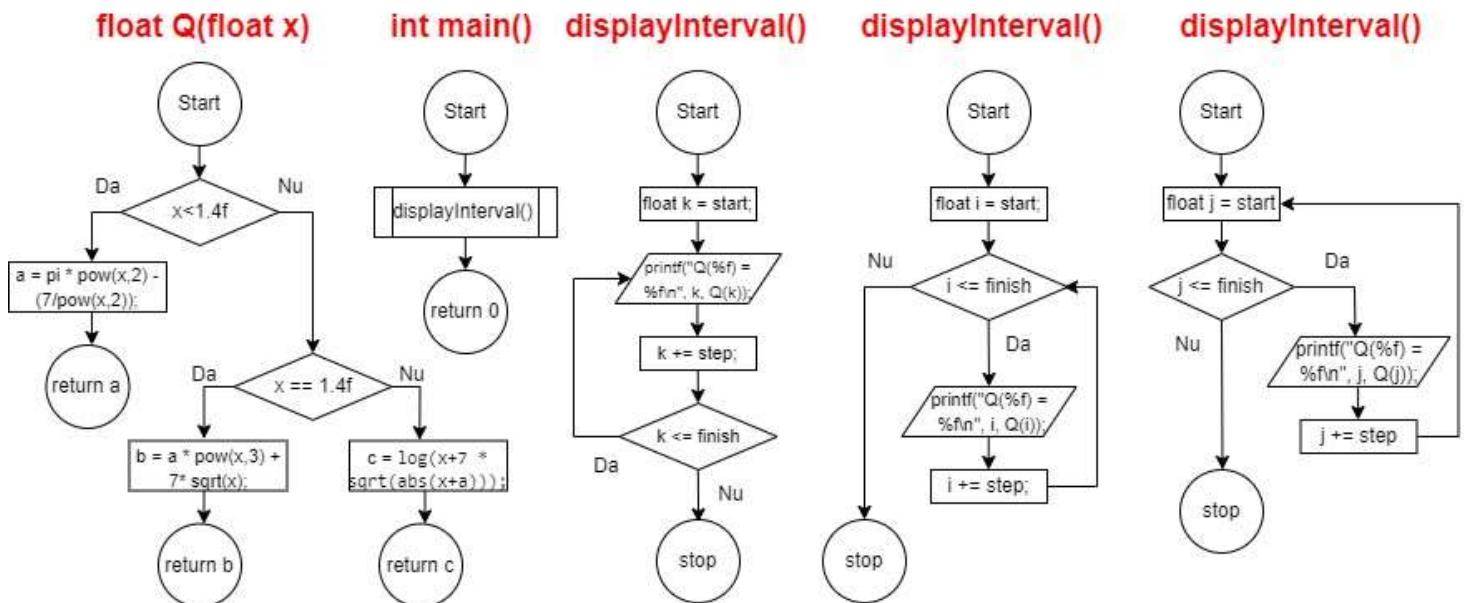 float Q(float x)
Start
Da
Nu
x<1.4f
a = pi * pow(x,2) -
(7/pow(x,2));
return a
Da
Nu
x == 1.4f
b = a * pow(x,3) +
7* sqrt(x);
c = log(x+7 *
sqrt(abs(x+a)));
return b
return c
int main()
Start
displayInterval()
return 0
displayInterval()
Start
float k = start;
printf("Q(%f) =
%f\n", k, Q(k));
k += step;
k <= finish
Da
Nu
stop
displayInterval()
Start
float i = start;
Nu
i <= finish
Da
printf("Q(%f) =
%f\n", i, Q(i));
i += step;
stop
displayInterval()
Start
float j = start
Da
j <= finish
Nu
printf("Q(%f) =
%f\n", j, Q(j));
j += step
stop